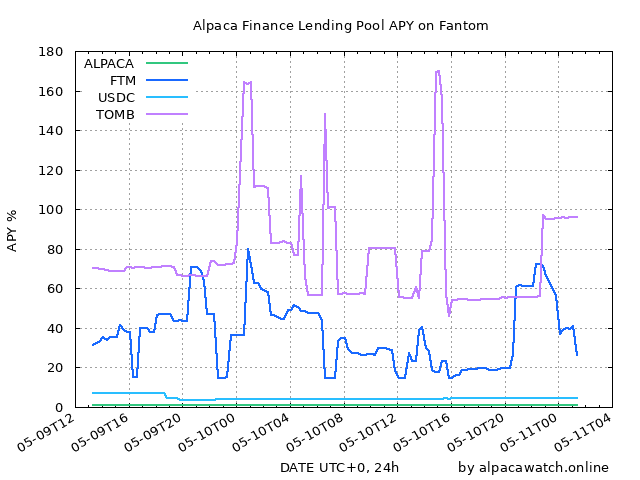 Alpaca Finance Lending Pool APY on Fantom
APY %
180
160
140
120
100
80
60
40
20
0
ALPACA
FTM
USDC
TOMB
05-09T12
05-09T16
05-09T20
05-10T00
05-10T04
05-10T08
05-10T12
05-10T16
05-10T20
05-11T00
05-11T04
DATE UTC+0, 24h
by alpacawatch.online